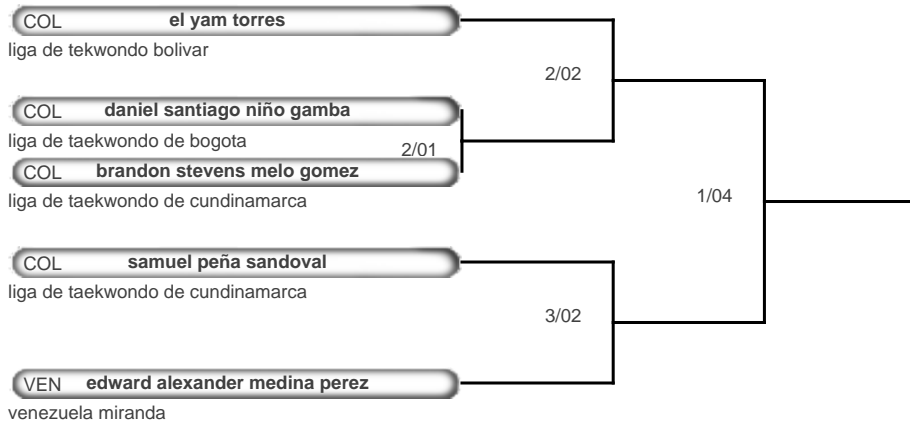 COL el yam torres
liga de tekwondo bolivar
2/02
COL daniel santiago niño gamba
liga de taekwondo de bogota
2/01
COL brandon stevens melo gomez
liga de taekwondo de cundinamarca
1/04
COL samuel peña sandoval
liga de taekwondo de cundinamarca
3/02
VEN edward alexander medina perez
venezuela miranda